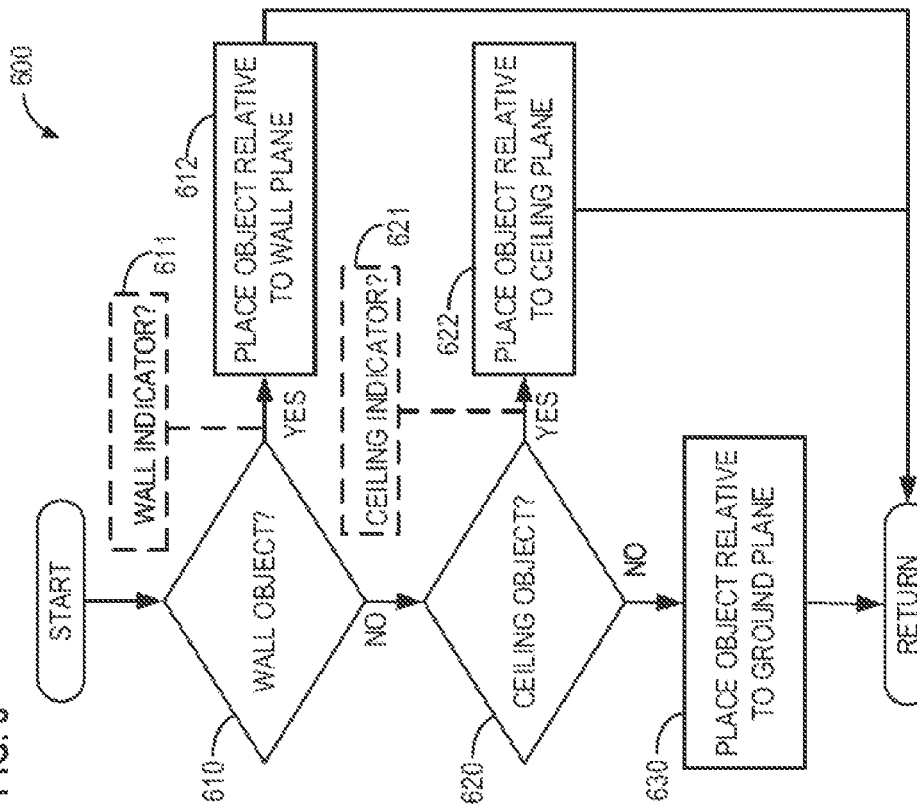 600
START
WALL INDICATOR?
611
WALL OBJECT?
610
YES
PLACE OBJECT RELATIVE
TO WALL PLANE
612
NO
CEILING INDICATOR?
621
CEILING OBJECT?
620
YES
PLACE OBJECT RELATIVE
TO CEILING PLANE
622
NO
PLACE OBJECT RELATIVE
TO GROUND PLANE
630
RETURN